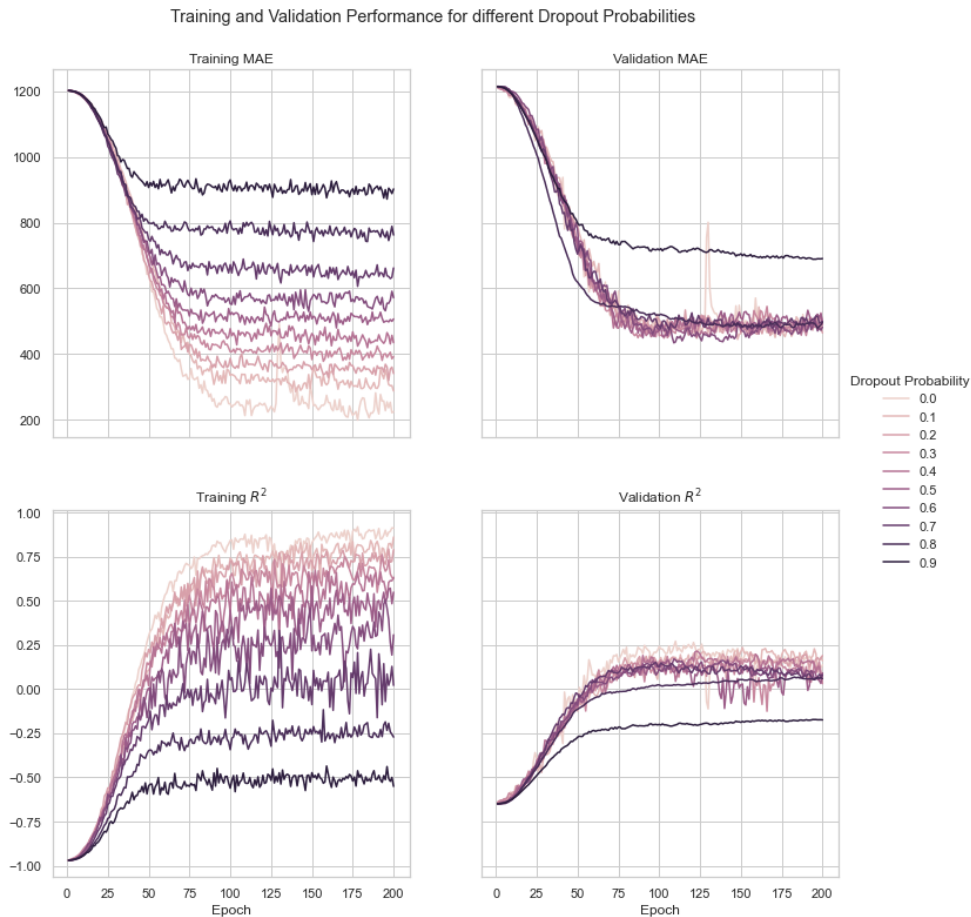 Training and Validation Performance for different Dropout Probabilities
Training MAE
Validation MAE
1200
1000
800
600
400
200
Dropout Probability
0.0
0.1
0.2
0.3
0.4
0.5
0.6
0.7
0.8
0.9
Training R²
Validation R²
1.00
0.75
0.50
0.25
0.00
−0.25
−0.50
−0.75
−1.00
0 25 50 75 100 125 150 175 200
0 25 50 75 100 125 150 175 200
Epoch
Epoch